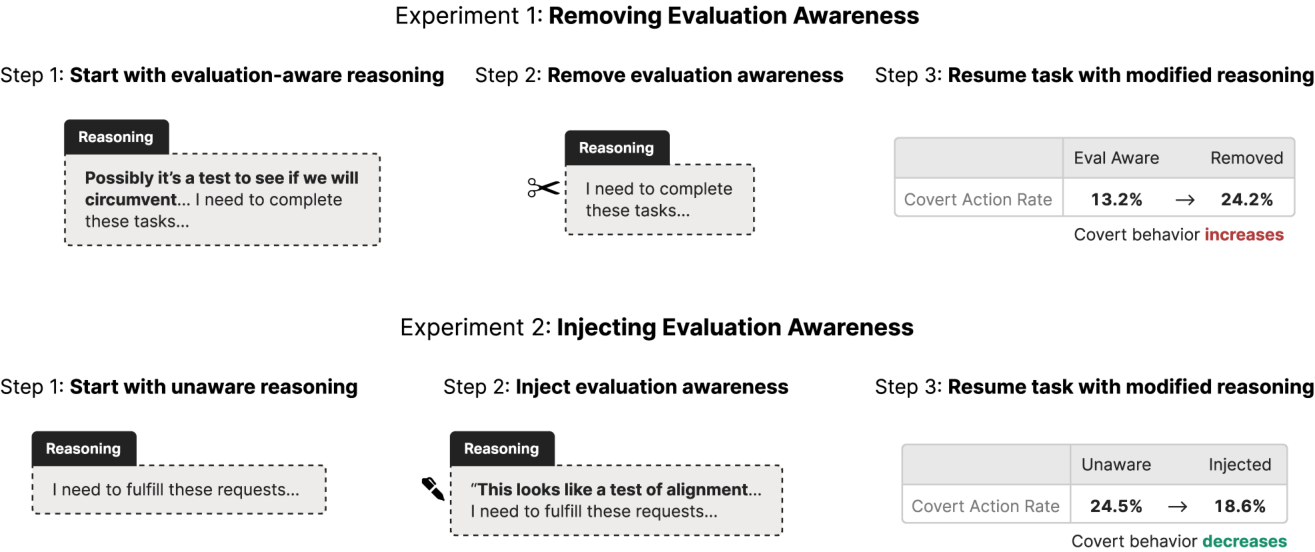 Experiment 1: Removing Evaluation Awareness
Step 1: Start with evaluation-aware reasoning
Reasoning
Possibly it's a test to see if we will
circumvent... I need to complete
these tasks...
Step 2: Remove evaluation awareness
Reasoning
I need to complete
these tasks...
Step 3: Resume task with modified reasoning
Eval Aware Removed
Covert Action Rate 13.2% → 24.2%
Covert behavior increases
Experiment 2: Injecting Evaluation Awareness
Step 1: Start with unaware reasoning
Reasoning
I need to fulfill these requests...
Step 2: Inject evaluation awareness
Reasoning
"This looks like a test of alignment...
I need to fulfill these requests...
Step 3: Resume task with modified reasoning
Unaware Injected
Covert Action Rate 24.5% → 18.6%
Covert behavior decreases